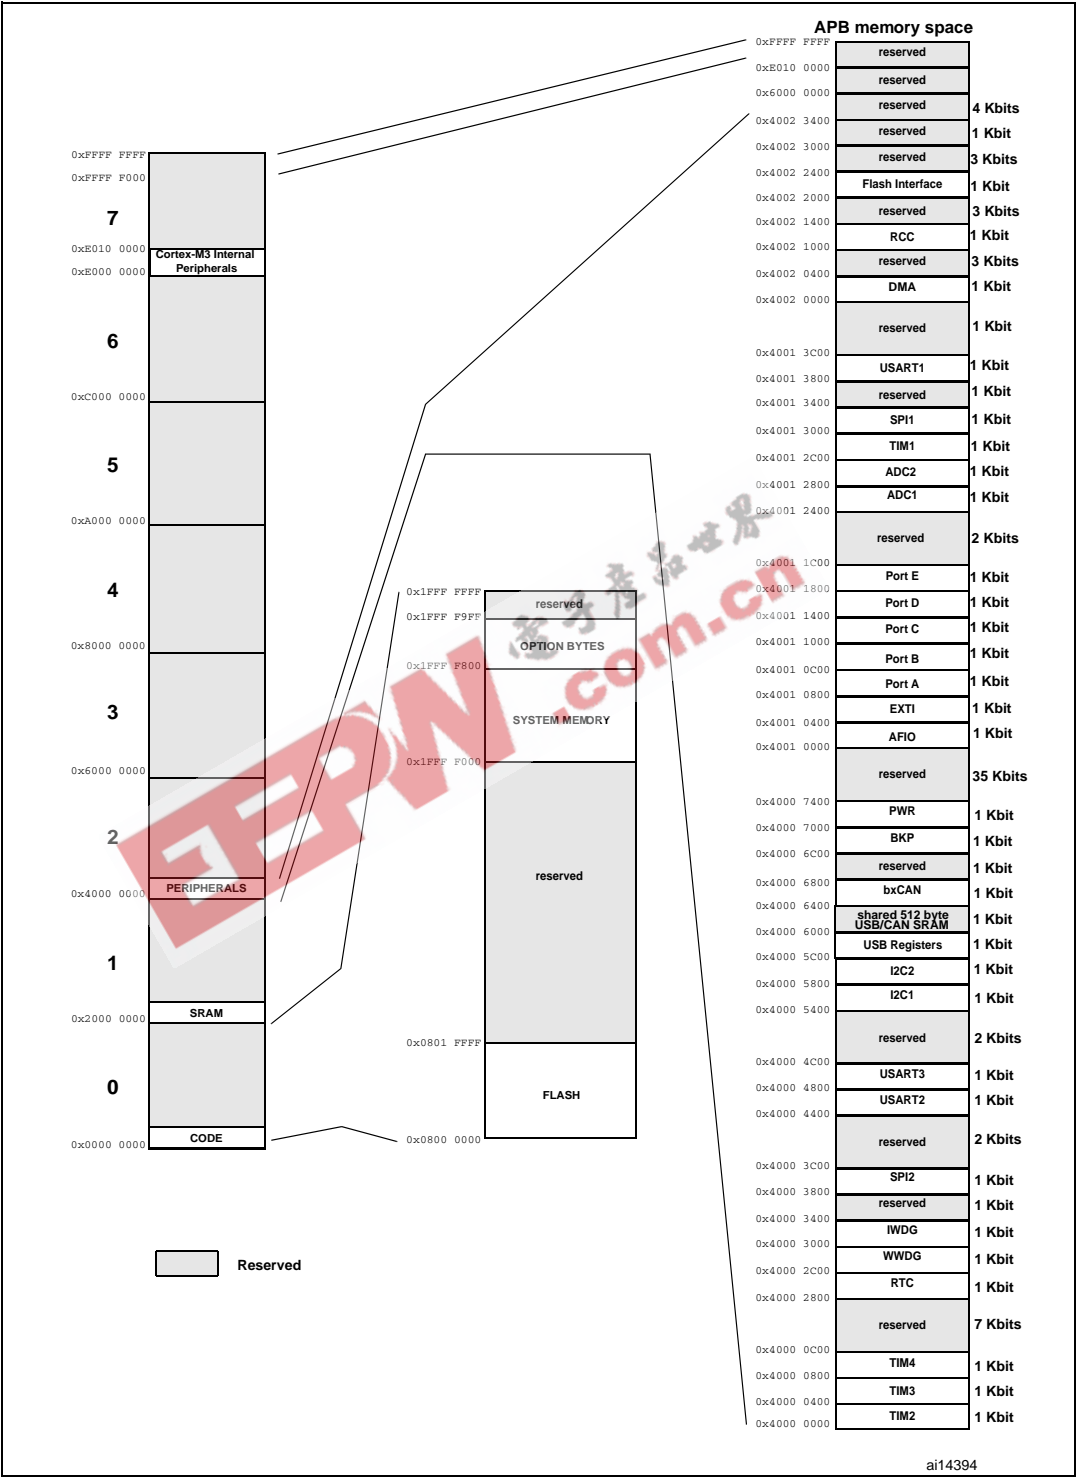 APB memory space
0xFFFF FFFF
reserved
0xE010 0000
reserved
0x6000 0000
reserved
4 Kbits
0x4002 3400
reserved
1 Kbit
0x4002 3000
reserved
3 Kbits
0x4002 2400
Flash Interface
1 Kbit
0x4002 2000
reserved
3 Kbits
0x4002 1400
RCC
1 Kbit
0x4002 1000
reserved
3 Kbits
0x4002 0400
DMA
1 Kbit
0x4002 0000
reserved
1 Kbit
0x4001 3C00
USART1
1 Kbit
0x4001 3800
reserved
1 Kbit
0x4001 3400
SPI1
1 Kbit
0x4001 3000
TIM1
1 Kbit
0x4001 2C00
ADC2
1 Kbit
0x4001 2800
ADC1
1 Kbit
0x4001 2400
reserved
2 Kbits
0x4001 1C00
Port E
1 Kbit
0x4001 1800
Port D
1 Kbit
0x4001 1400
Port C
1 Kbit
0x4001 1000
Port B
1 Kbit
0x4001 0C00
Port A
1 Kbit
0x4001 0800
EXTI
1 Kbit
0x4001 0400
AFIO
1 Kbit
0x4001 0000
reserved
35 Kbits
0x4000 7400
PWR
1 Kbit
0x4000 7000
BKP
1 Kbit
0x4000 6C00
reserved
1 Kbit
0x4000 6800
bxCAN
1 Kbit
0x4000 6400
shared 512 byte
USB/CAN SRAM
1 Kbit
0x4000 6000
USB Registers
1 Kbit
0x4000 5C00
I2C2
1 Kbit
0x4000 5800
I2C1
1 Kbit
0x4000 5400
reserved
2 Kbits
0x4000 4C00
USART3
1 Kbit
0x4000 4800
USART2
1 Kbit
0x4000 4400
reserved
2 Kbits
0x4000 3C00
SPI2
1 Kbit
0x4000 3800
reserved
1 Kbit
0x4000 3400
IWDG
1 Kbit
0x4000 3000
WWDG
1 Kbit
0x4000 2C00
RTC
1 Kbit
0x4000 2800
reserved
7 Kbits
0x4000 0C00
TIM4
1 Kbit
0x4000 0800
TIM3
1 Kbit
0x4000 0400
TIM2
1 Kbit
0x4000 0000
0xFFFF FFFF
0xFFFF F000
7
0xE010 0000
Cortex-M3 Internal
Peripherals
0xE000 0000
6
0xC000 0000
5
0xA000 0000
4
0x8000 0000
3
0x6000 0000
2
PERIPHERALS
0x4000 0000
1
SRAM
0x2000 0000
0
CODE
0x0000 0000
0x1FFF FFFF
reserved
0x1FFF F9FF
OPTION BYTES
0x1FFF F800
SYSTEM MEMORY
0x1FFF F000
reserved
0x0801 FFFF
FLASH
0x0800 0000
Reserved
EEPW.com.cn
電子產品世界
ai14394